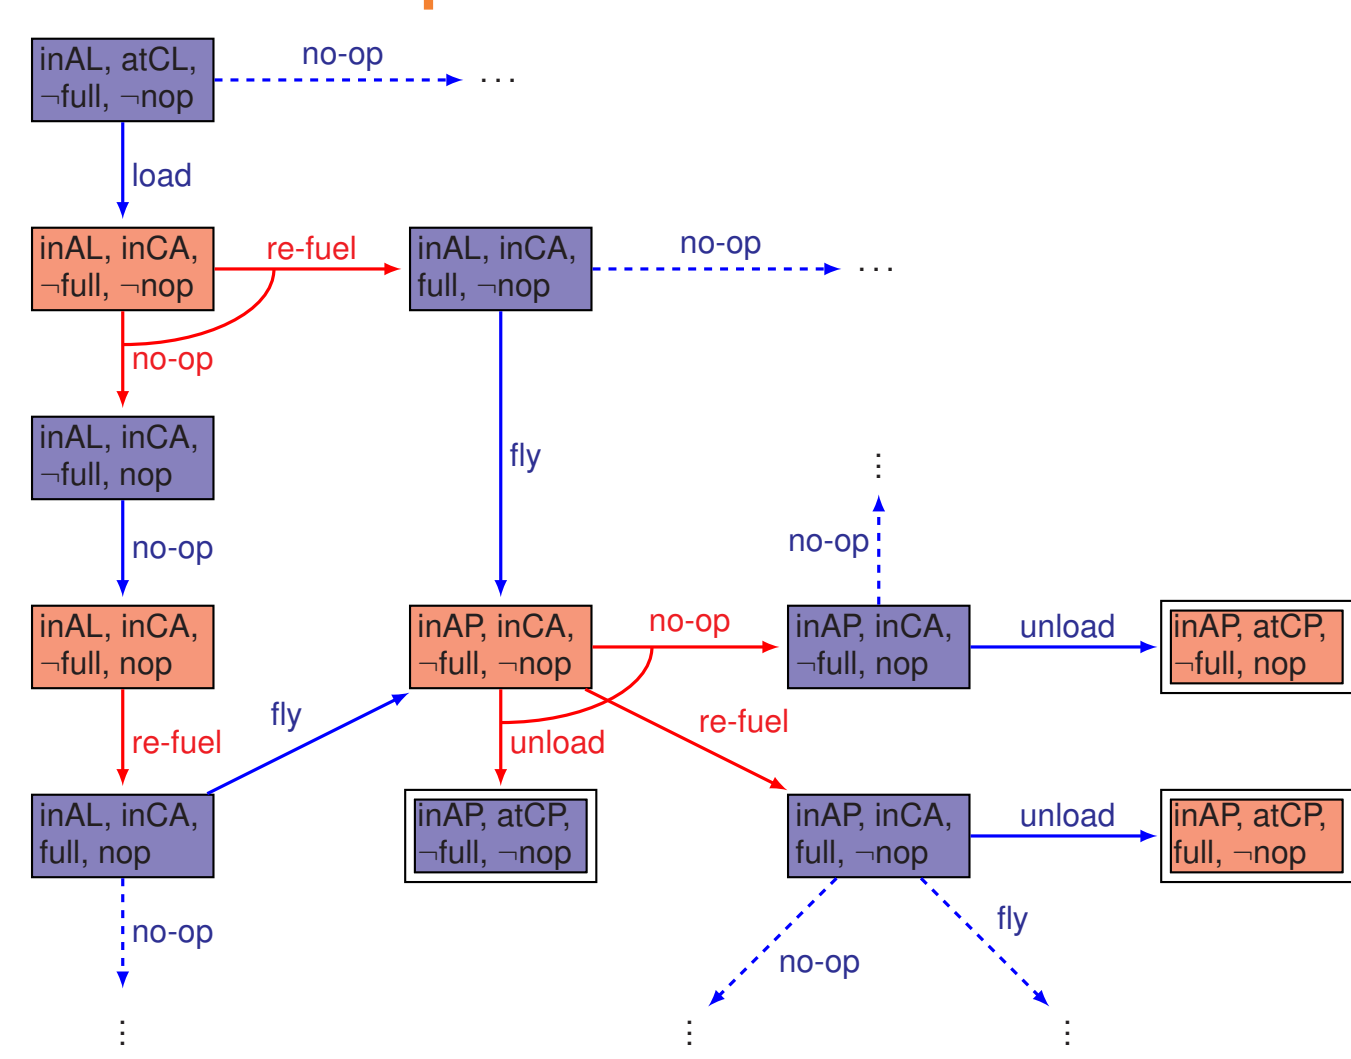 no-op
inAL, atCL,
¬full, ¬nop
...
load
inAL, inCA,
¬full, ¬nop
re-fuel
inAL, inCA,
full, ¬nop
no-op
...
no-op
inAL, inCA,
¬full, nop
fly
no-op
no-op
inAL, inCA,
¬full, nop
inAP, inCA,
¬full, ¬nop
no-op
inAP, inCA,
¬full, nop
unload
inAP, atCP,
¬full, nop
re-fuel
fly
unload
re-fuel
inAL, inCA,
full, nop
inAP, atCP,
¬full, ¬nop
inAP, inCA,
full, ¬nop
unload
inAP, atCP,
full, ¬nop
no-op
no-op
fly